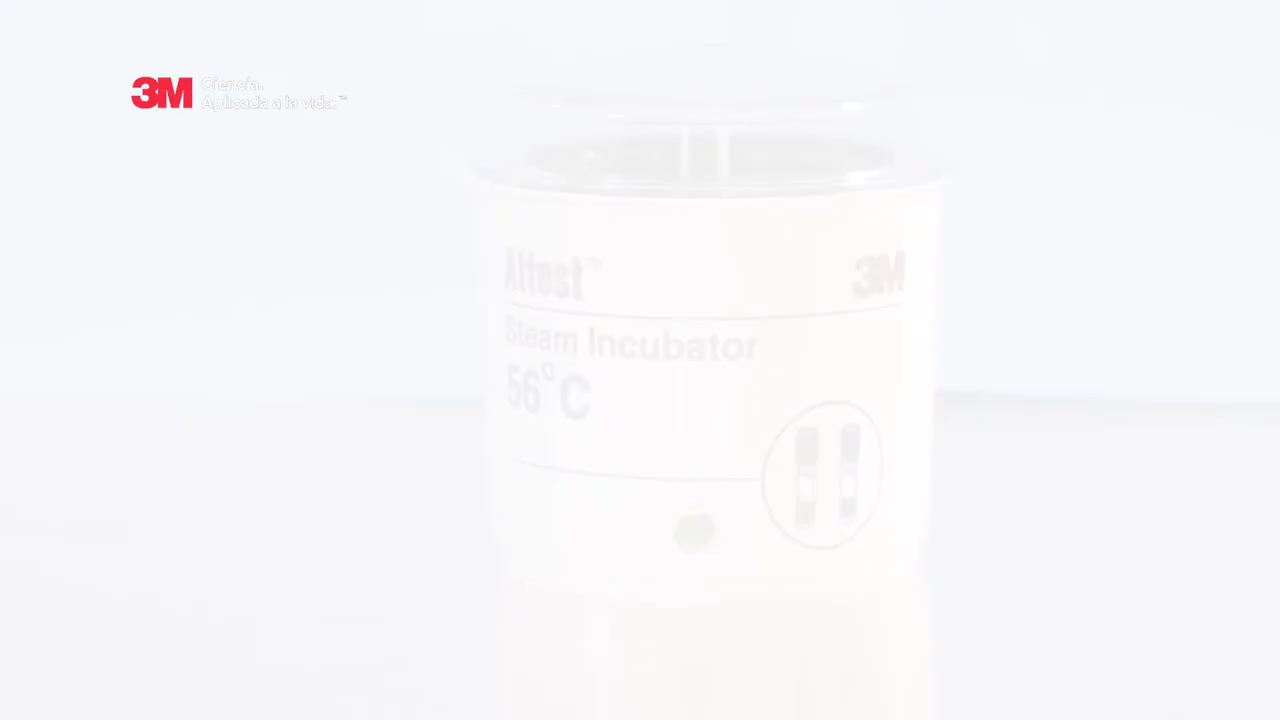 3M Ciencia.
Aplicada a la vida.™
Attest™ 3M
Steam Incubator
56°C